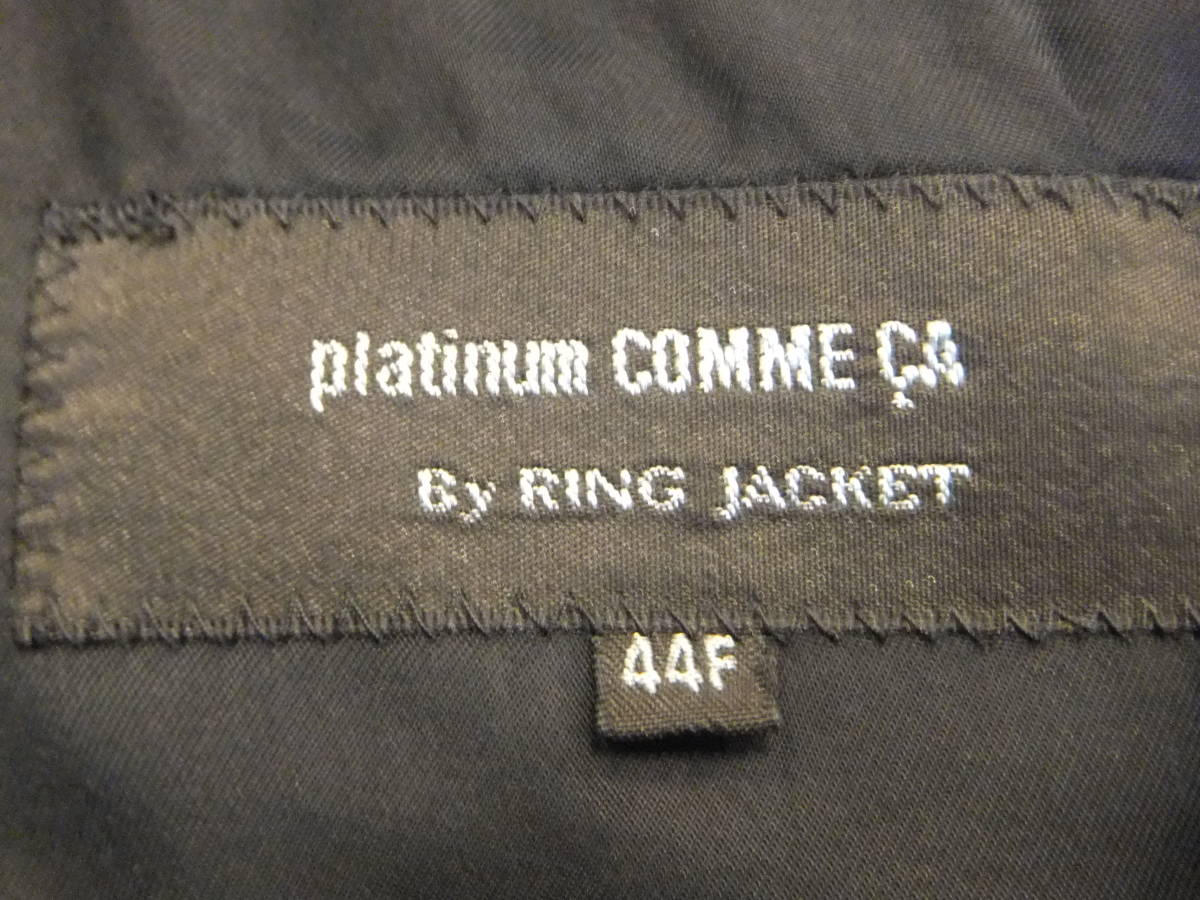 platinum COMME ÇA
By RING JACKET
44F